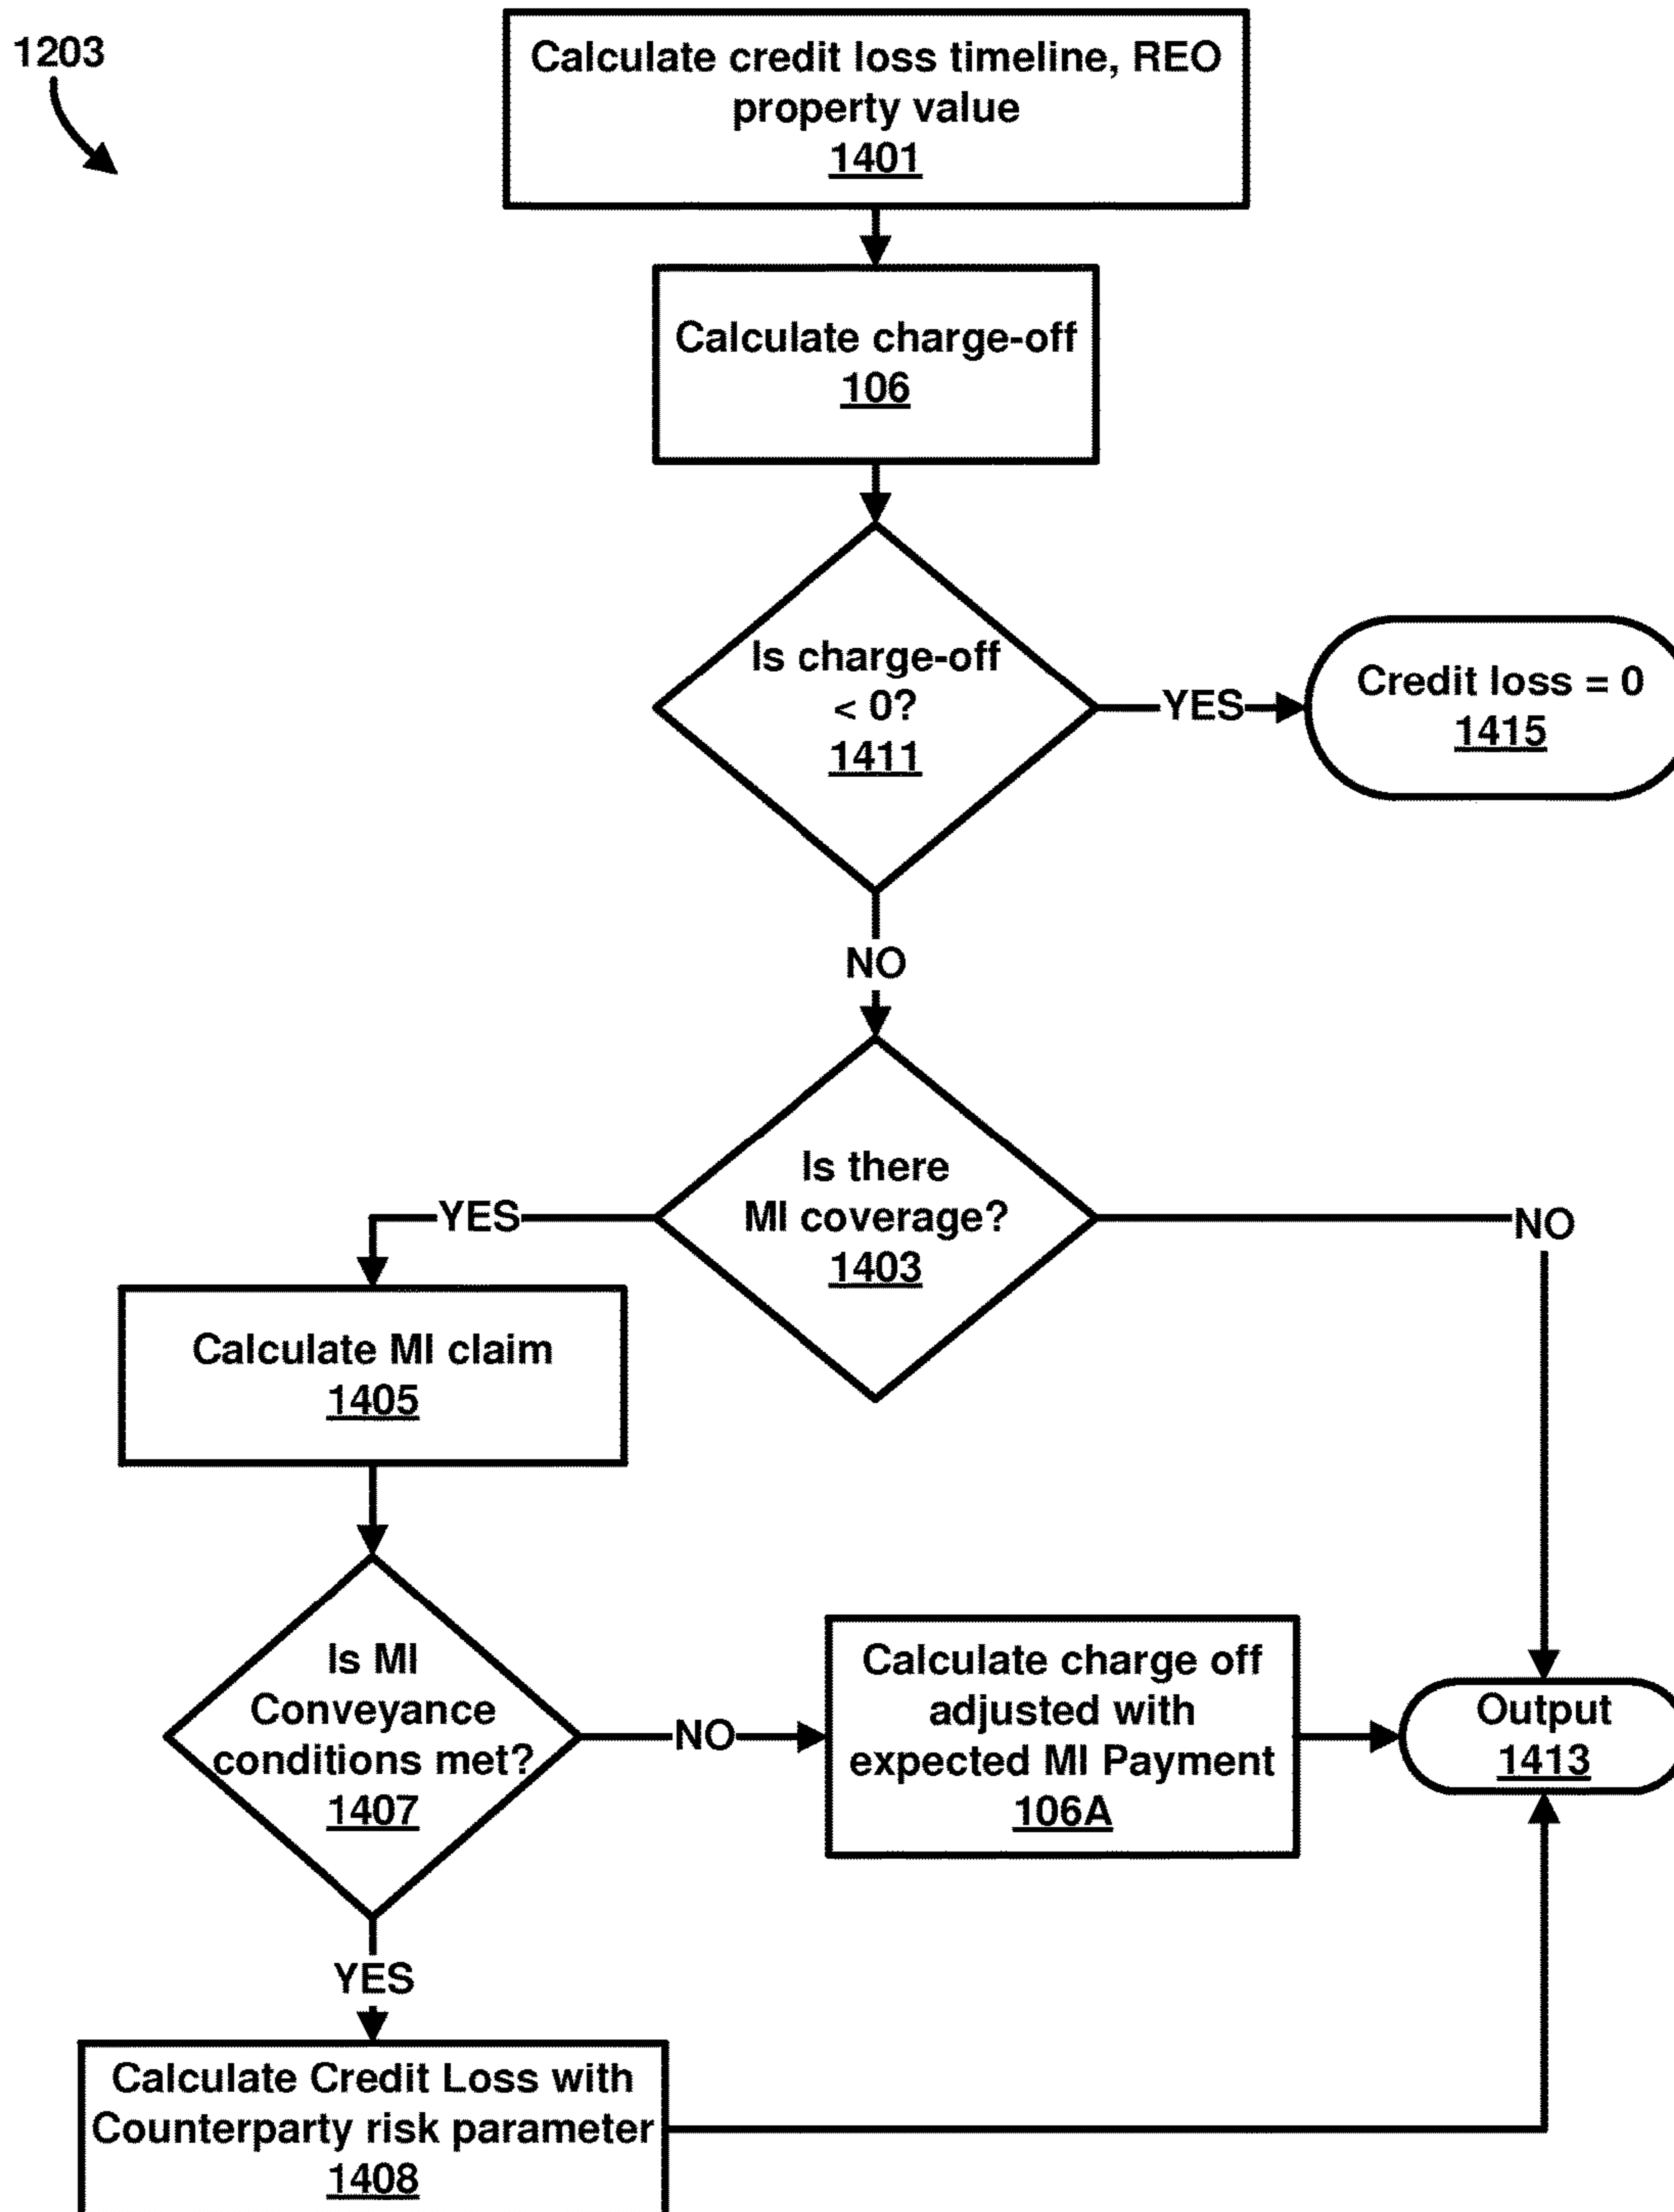 1203
Calculate credit loss timeline, REO
property value
1401
Calculate charge-off
106
Is charge-off
< 0?
1411
YES
Credit loss = 0
1415
NO
Is there
MI coverage?
1403
YES
NO
Calculate MI claim
1405
Is MI
Conveyance
conditions met?
1407
NO
Calculate charge off
adjusted with
expected MI Payment
106A
Output
1413
YES
Calculate Credit Loss with
Counterparty risk parameter
1408